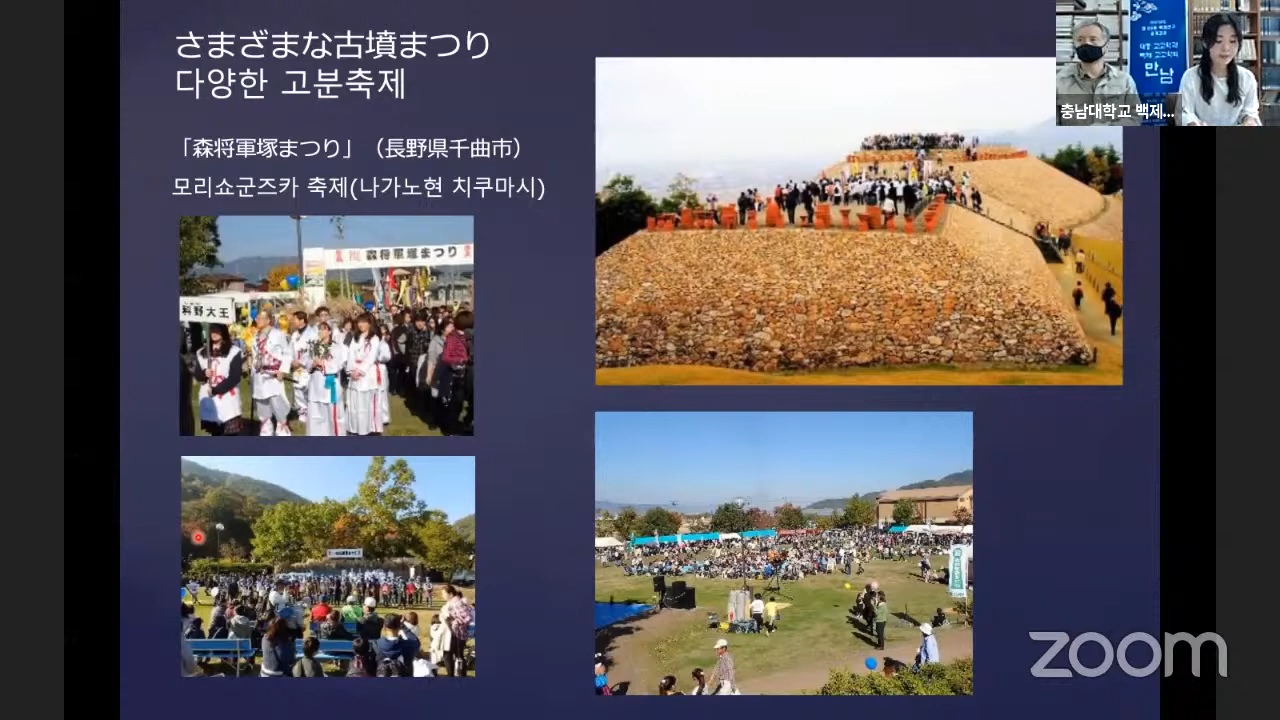 さまざまな古墳まつり
다양한 고분축제
「森将軍塚まつり」（長野県千曲市）
모리쇼군즈카 축제(나가노현 치쿠마시)
森将軍塚まつり
科野大王
만남
충남대학교 백제...
zoom